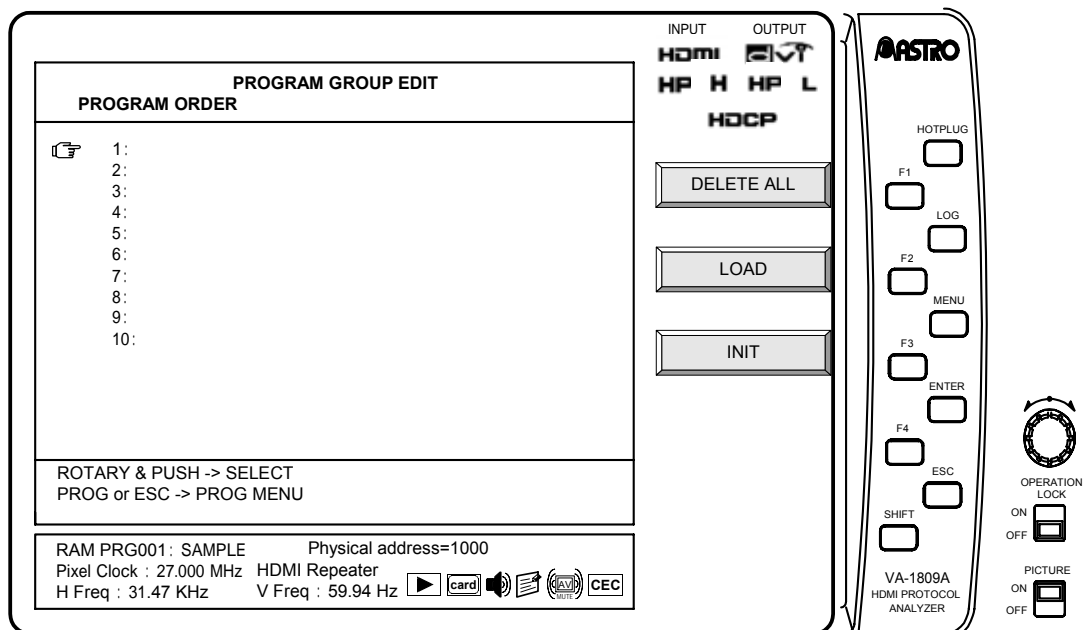 PROGRAM GROUP EDIT
PROGRAM ORDER
1:
2:
3:
4:
5:
6:
7:
8:
9:
10:
ROTARY & PUSH -> SELECT
PROG or ESC -> PROG MENU
RAM PRG001: SAMPLE Physical address=1000
Pixel Clock : 27.000 MHz HDMI Repeater
H Freq : 31.47 KHz V Freq : 59.94 Hz
card
AV
MUTE
CEC
INPUT OUTPUT
HDMI DVI
HP H HP L
HDCP
DELETE ALL
LOAD
INIT
ASTRO
HOTPLUG
F1
LOG
F2
MENU
F3
ENTER
F4
ESC
SHIFT
VA-1809A
HDMI PROTOCOL
ANALYZER
OPERATION
LOCK
ON
OFF
PICTURE
ON
OFF